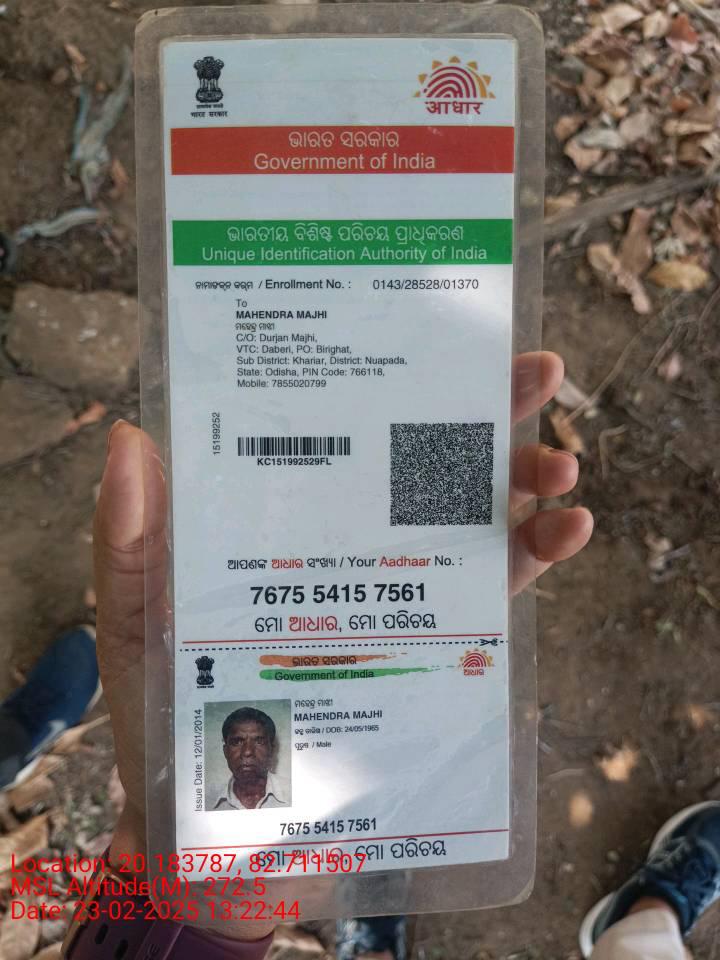 भारत सरकार
आधार
ଭାରତ ସରକାର
Government of India
ଭାରତୀୟ ବିଶିଷ୍ଟ ପରିଚୟ ପ୍ରାଧିକରଣ
Unique Identification Authority of India
ନାମାଙ୍କନ କ୍ରମ / Enrollment No. : 0143/28528/01370
To
MAHENDRA MAJHI
ମହେନ୍ଦ୍ର ମାଝୀ
C/O: Durjan Majhi,
VTC: Daberi, PO: Birighat,
Sub District: Khariar, District: Nuapada,
State: Odisha, PIN Code: 766118,
Mobile: 7855020799
15199252
KC151992529FL
ଆପଣଙ୍କ ଆଧାର ସଂଖ୍ୟା / Your Aadhaar No. :
7675 5415 7561
ମୋ ଆଧାର, ମୋ ପରିଚୟ
ଭାରତ ସରକାର
Government of India
ଆଧାର
Issue Date: 12/01/2014
ମହେନ୍ଦ୍ର ମାଝୀ
MAHENDRA MAJHI
ଜନ୍ମ ତାରିଖ / DOB: 24/05/1965
ପୁରୁଷ / Male
7675 5415 7561
ମୋ ଆଧାର, ମୋ ପରିଚୟ
Location: 20.183787, 82.711507
MSL Altitude(M). 272.5
Date: 23-02-2025 13:22:44